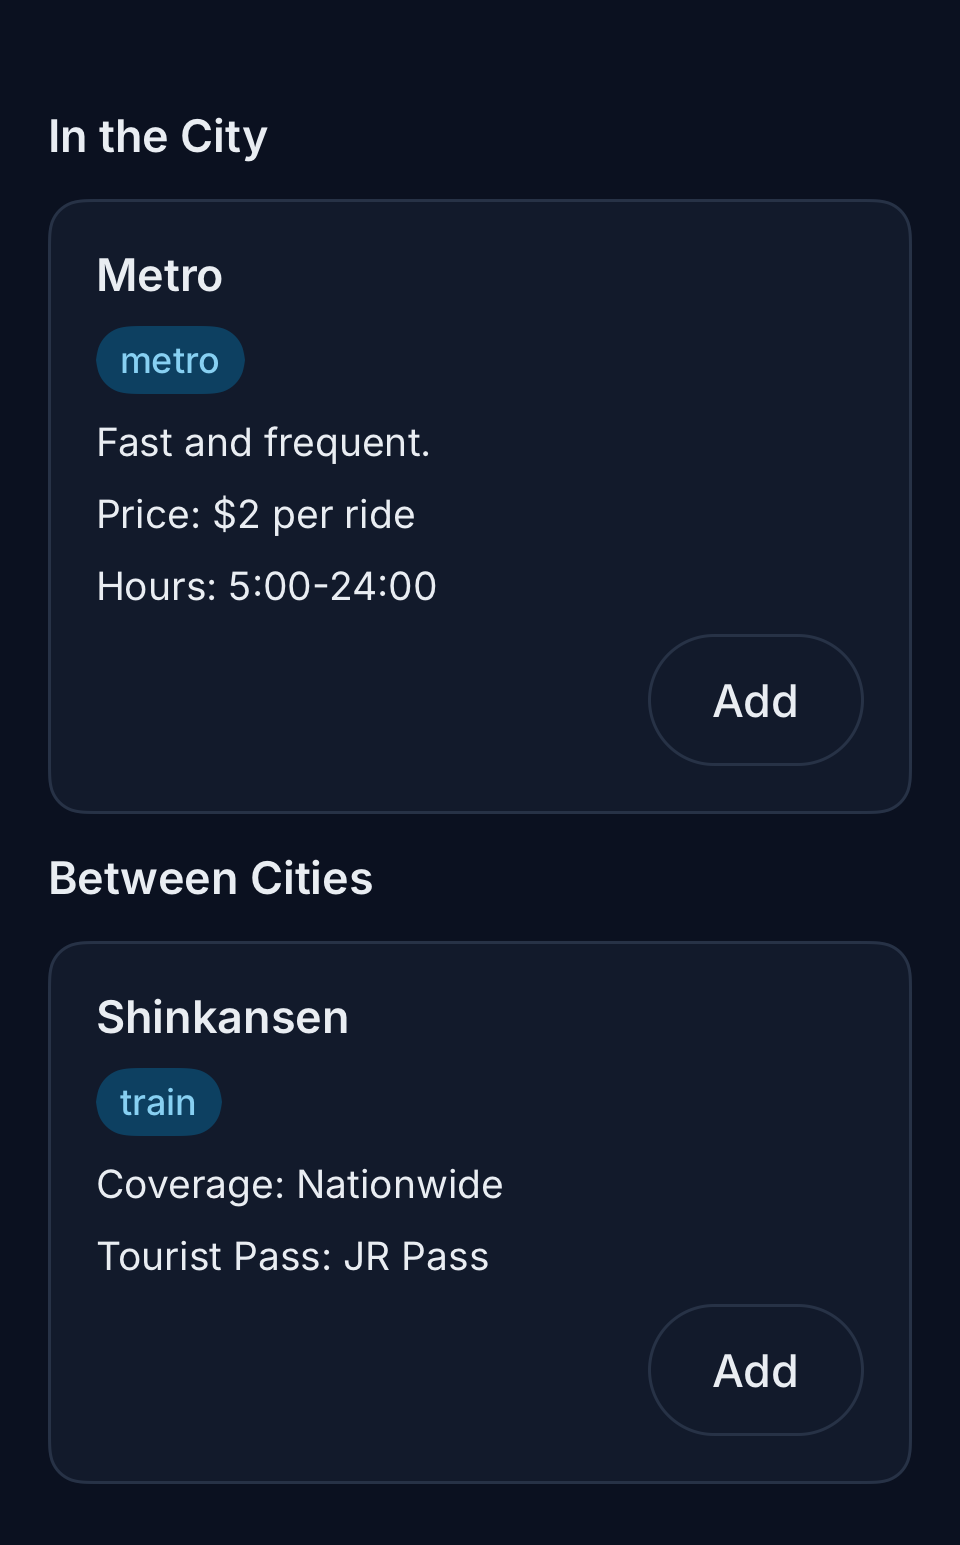 In the City
Metro
metro
Fast and frequent.
Price: $2 per ride
Hours: 5:00-24:00
Add
Between Cities
Shinkansen
train
Coverage: Nationwide
Tourist Pass: JR Pass
Add